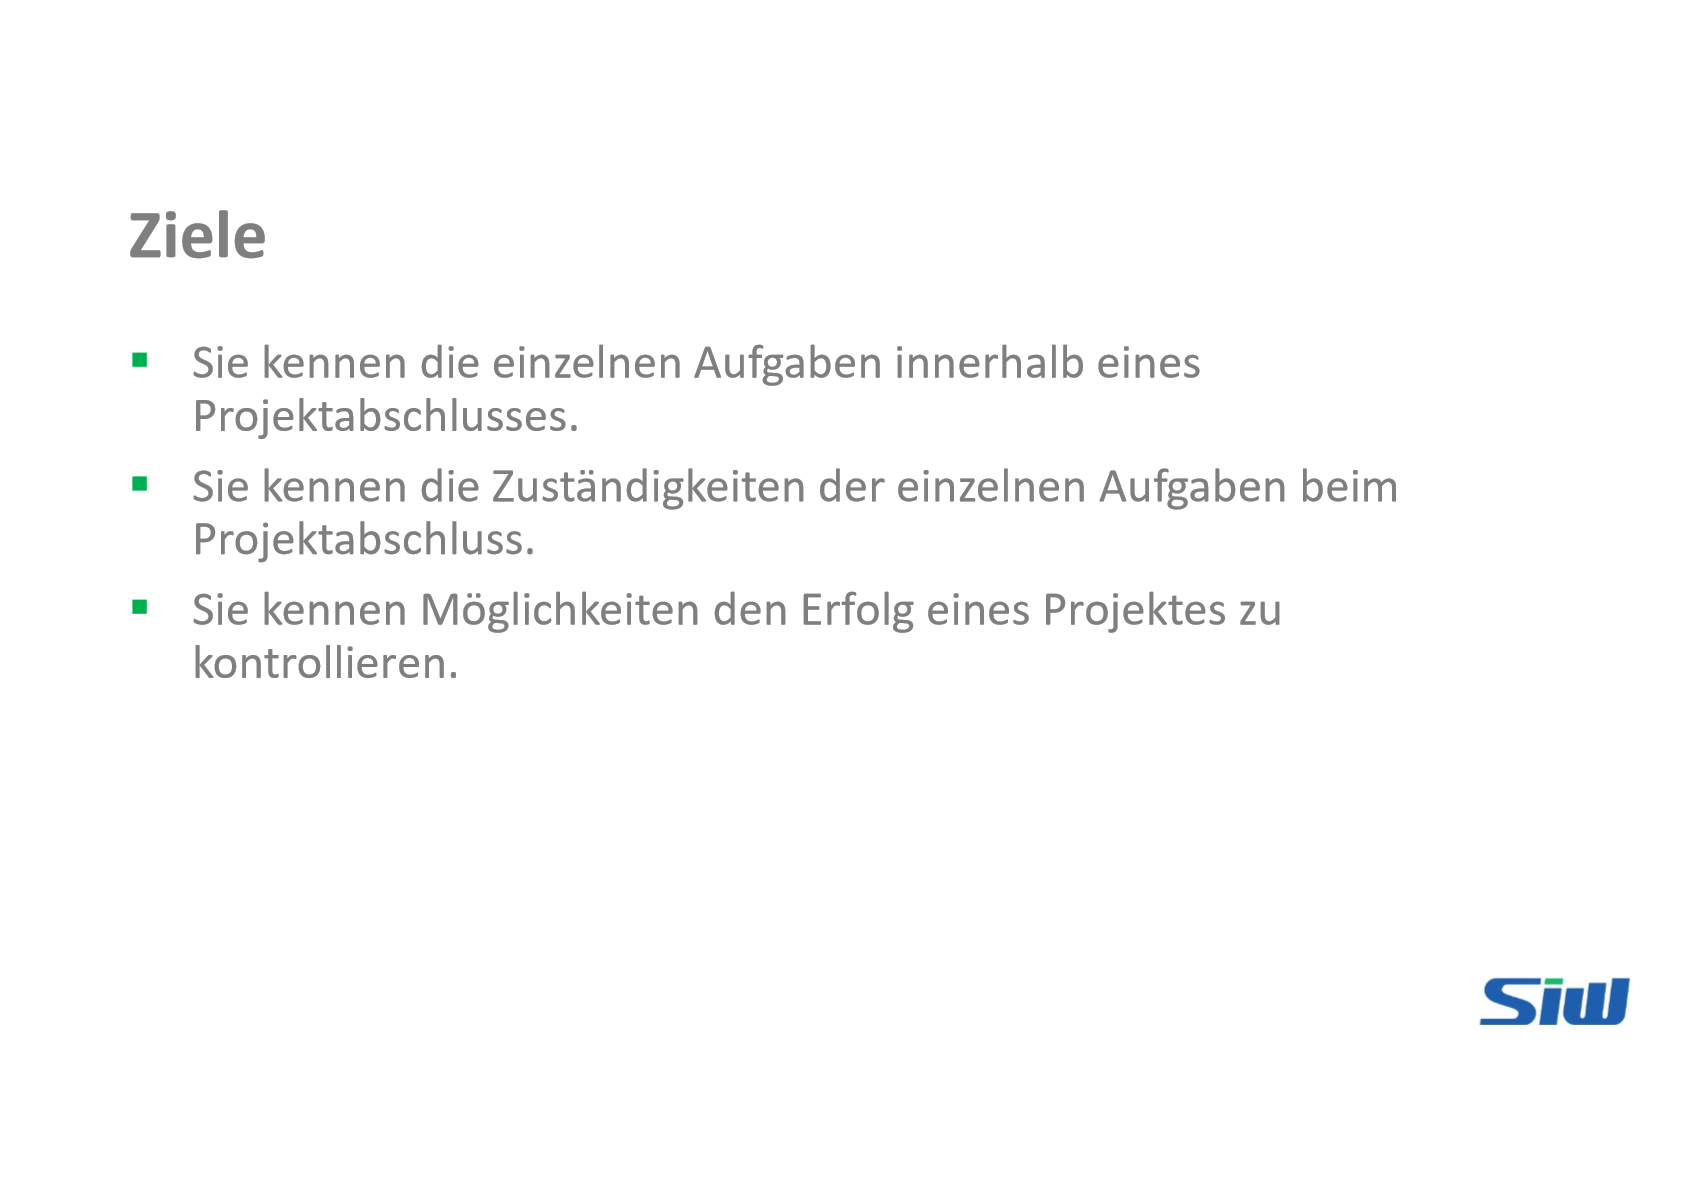 Ziele
▪ Sie kennen die einzelnen Aufgaben innerhalb eines
Projektabschlusses.
▪ Sie kennen die Zuständigkeiten der einzelnen Aufgaben beim
Projektabschluss.
▪ Sie kennen Möglichkeiten den Erfolg eines Projektes zu
kontrollieren.
Siw